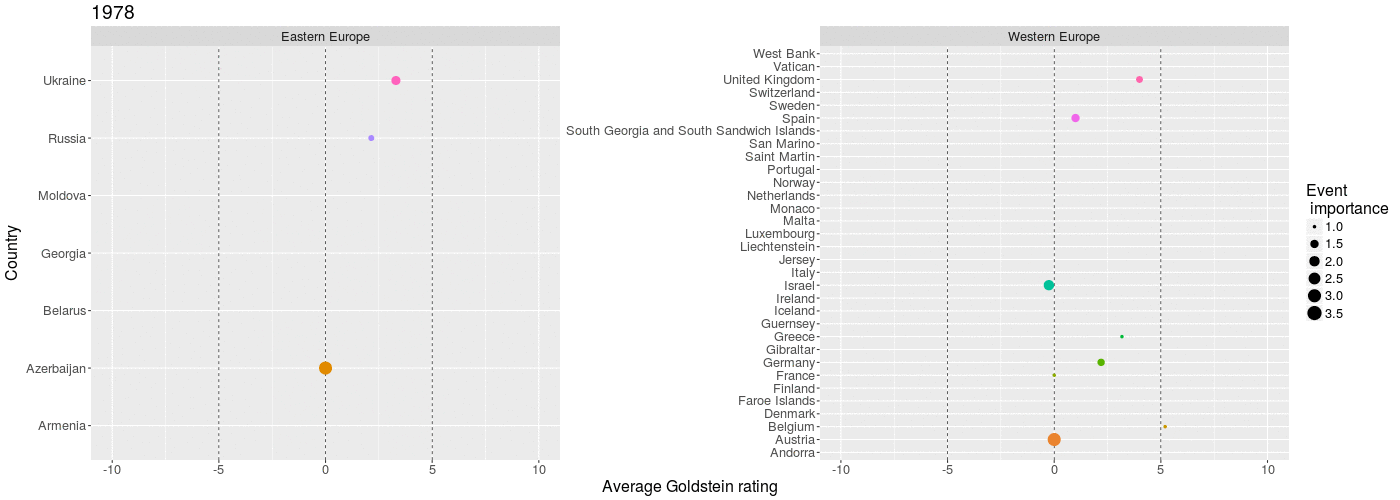 1978
Eastern Europe
Western Europe
Country
Ukraine
Russia
Moldova
Georgia
Belarus
Azerbaijan
Armenia
-10
-5
0
5
10
West Bank
Vatican
United Kingdom
Switzerland
Sweden
Spain
South Georgia and South Sandwich Islands
San Marino
Saint Martin
Portugal
Norway
Netherlands
Monaco
Malta
Luxembourg
Liechtenstein
Jersey
Italy
Israel
Ireland
Iceland
Guernsey
Greece
Gibraltar
Germany
France
Finland
Faroe Islands
Denmark
Belgium
Austria
Andorra
-10
-5
0
5
10
Average Goldstein rating
Event
importance
1.0
1.5
2.0
2.5
3.0
3.5